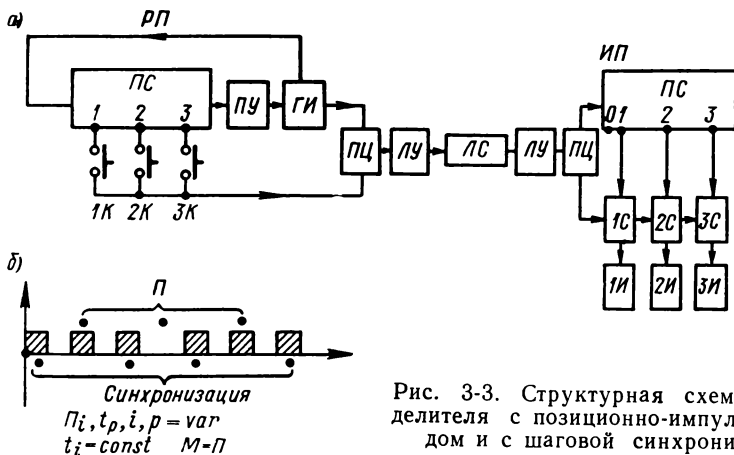 а)
РП
ПС
1 2 3
ПУ
ГИ
1К 2К 3К
ПЦ
ЛУ
ЛС
ЛУ
ПЦ
ИП
ПС
01 2 3
1С 2С 3С
1И 2И 3И
б)
П
Синхронизация
Пi, tр, i, р = var
ti = const М = П
Рис. 3-3. Структурная схем
делителя с позиционно-импул
дом и с шаговой синхрони